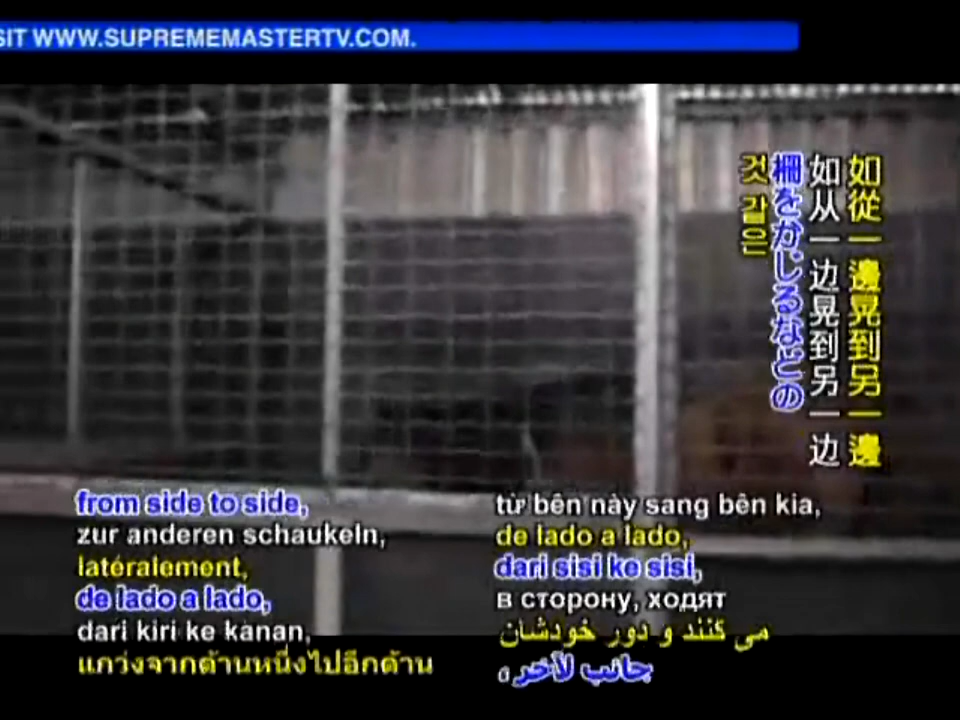 SIT WWW.SUPREMEMASTERTV.COM.
如從一邊晃到另一邊
如从一边晃到另一边
柵をかじるなどの
것 같은
from side to side,
zur anderen schaukeln,
latéralement,
de lado a lado,
dari kiri ke kanan,
แกว่งจากด้านหนึ่งไปอีกด้าน
từ bên này sang bên kia,
de lado a lado,
dari sisi ke sisi,
в сторону, ходят
می کنند و دور خودشان
جانب لآخر ،